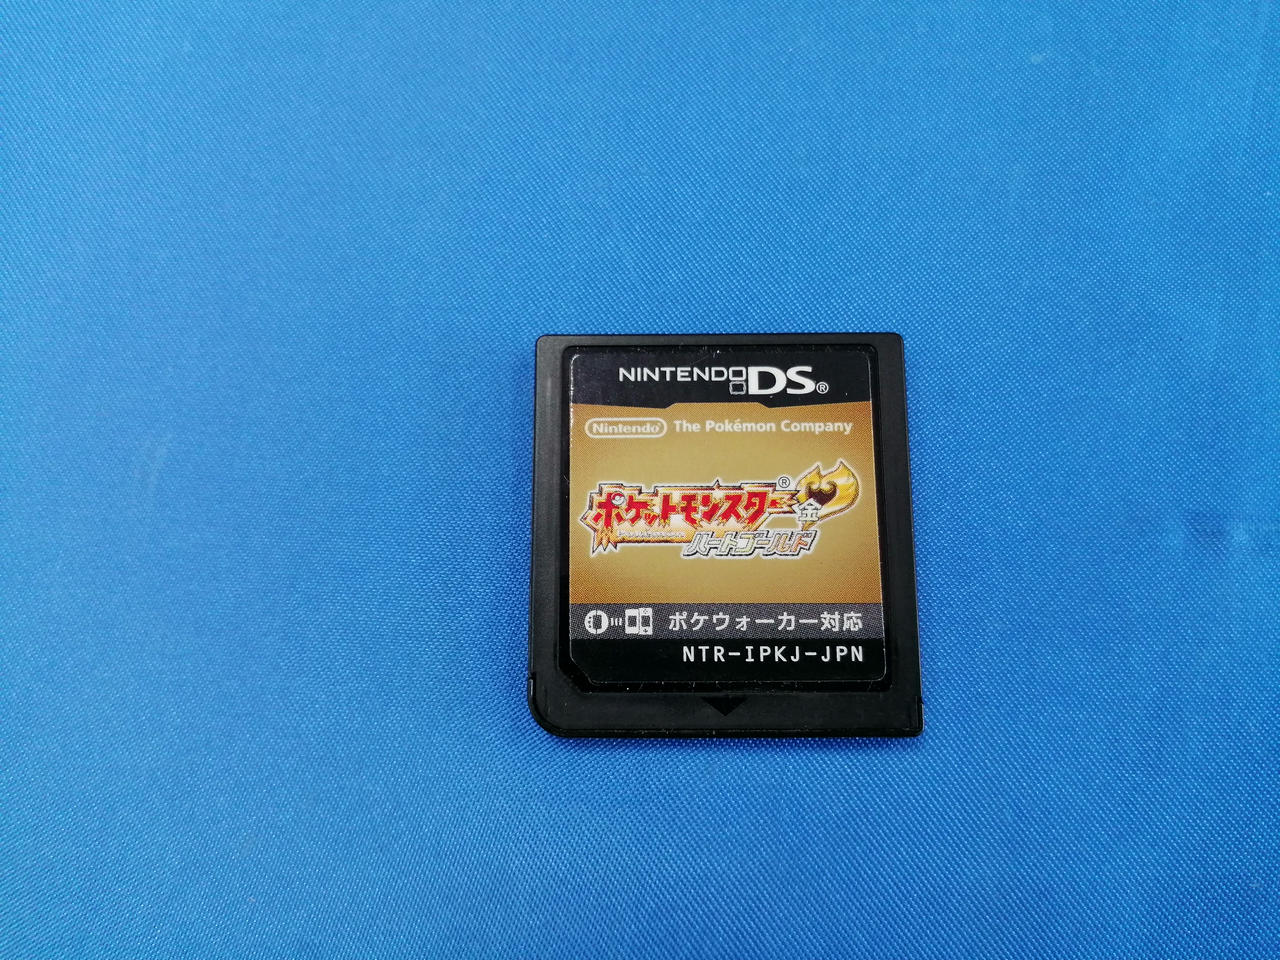 NINTENDO DS®
Nintendo® The Pokémon Company
ポケットモンスター®
金
ハートゴールド
ポケウォーカー対応
NTR-IPKJ-JPN